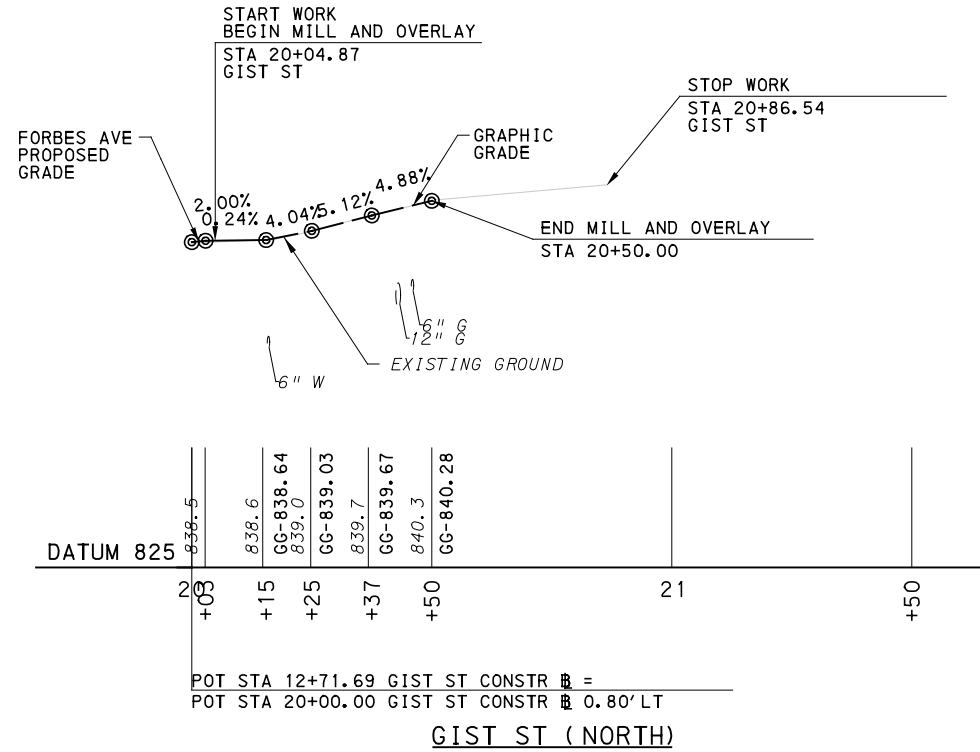 START WORK
BEGIN MILL AND OVERLAY
STA 20+04.87
GIST ST
STOP WORK
STA 20+86.54
GIST ST
FORBES AVE
PROPOSED
GRADE
GRAPHIC
GRADE
2.00%
0.24%
4.04%
5.12%
4.88%
END MILL AND OVERLAY
STA 20+50.00
6" G
12" G
EXISTING GROUND
6" W
838.5
838.6
GG-838.64
839.0
GG-839.03
839.7
GG-839.67
840.3
GG-840.28
DATUM 825
20
+03
+15
+25
+37
+50
21
+50
POT STA 12+71.69 GIST ST CONSTR ℄ =
POT STA 20+00.00 GIST ST CONSTR ℄ 0.80' LT
GIST ST (NORTH)